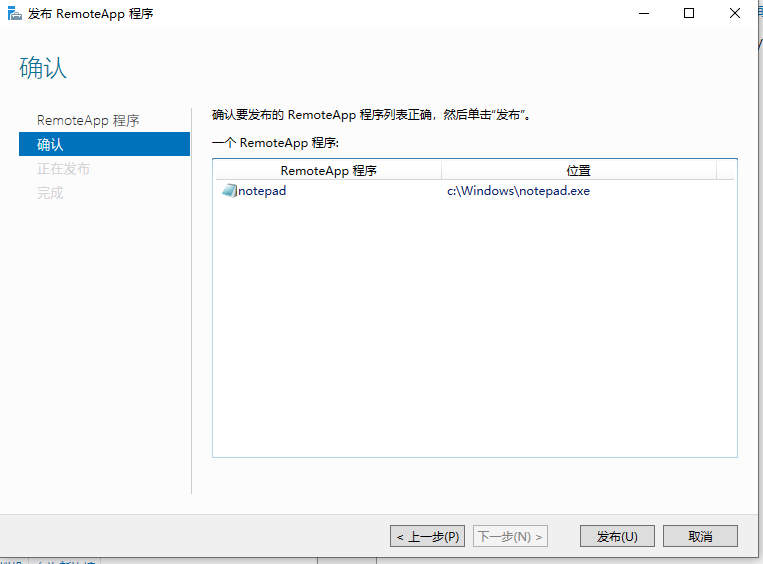 发布 RemoteApp 程序
确认
RemoteApp 程序
确认
正在发布
完成
确认要发布的 RemoteApp 程序列表正确，然后单击“发布”。
一个 RemoteApp 程序:
RemoteApp 程序 位置
notepad c:\Windows\notepad.exe
< 上一步(P) 下一步(N) > 发布(U) 取消